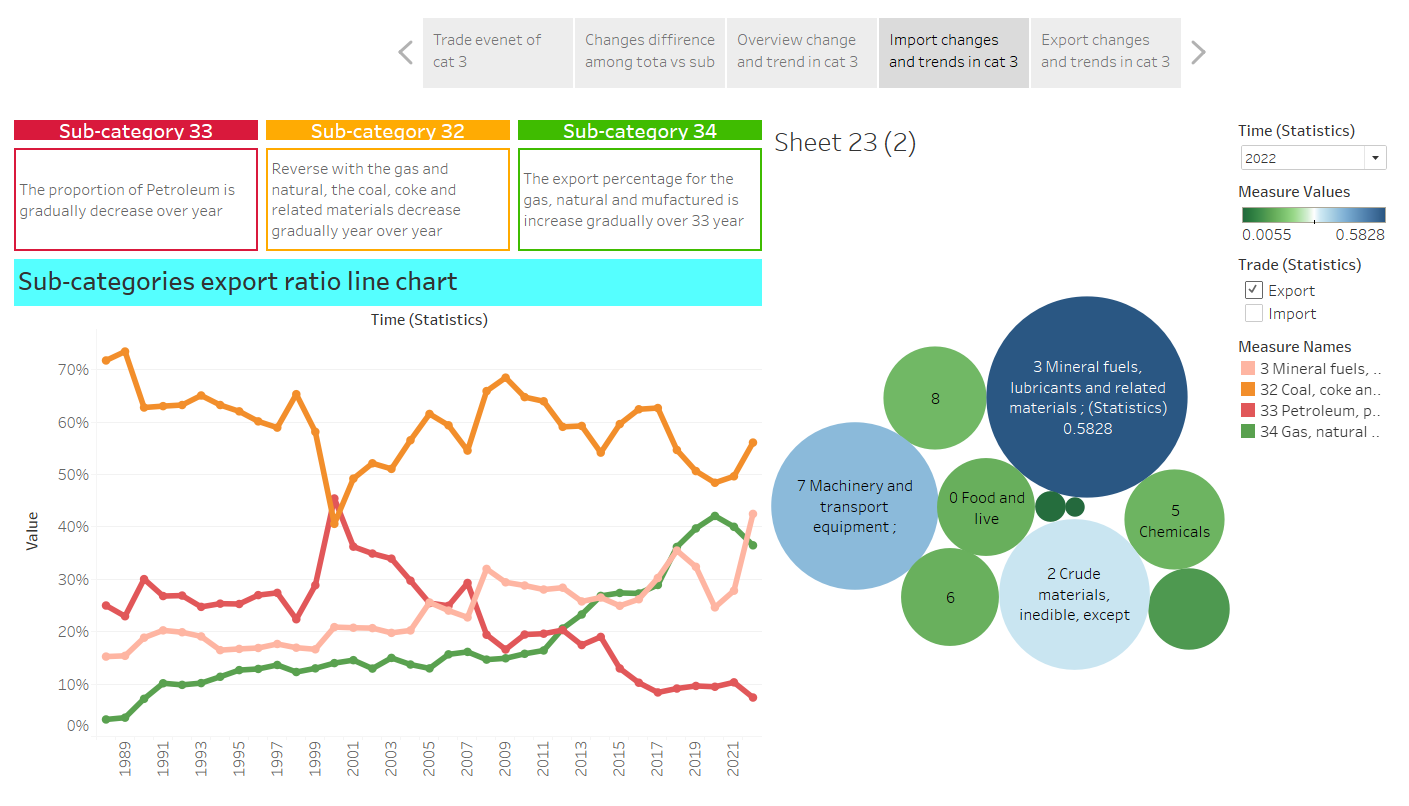 Trade evenet of
cat 3
Changes diffirence
among tota vs sub
Overview change
and trend in cat 3
Import changes
and trends in cat 3
Export changes
and trends in cat 3
Sub-category 33
Sub-category 32
Sub-category 34
The proportion of Petroleum is
gradually decrease over year
Reverse with the gas and
natural, the coal, coke and
related materials decrease
gradually year over year
The export percentage for the
gas, natural and mufactured is
increase gradually over 33 year
Sub-categories export ratio line chart
Time (Statistics)
Value
70%
60%
50%
40%
30%
20%
10%
0%
1989
1991
1993
1995
1997
1999
2001
2003
2005
2007
2009
2011
2013
2015
2017
2019
2021
Sheet 23 (2)
3 Mineral fuels,
lubricants and related
materials ; (Statistics)
0.5828
8
7 Machinery and
transport
equipment ;
0 Food and
live
5
Chemicals
6
2 Crude
materials,
inedible, except
Time (Statistics)
2022
Measure Values
0.0055
0.5828
Trade (Statistics)
Export
Import
Measure Names
3 Mineral fuels, ..
32 Coal, coke an..
33 Petroleum, p..
34 Gas, natural ..